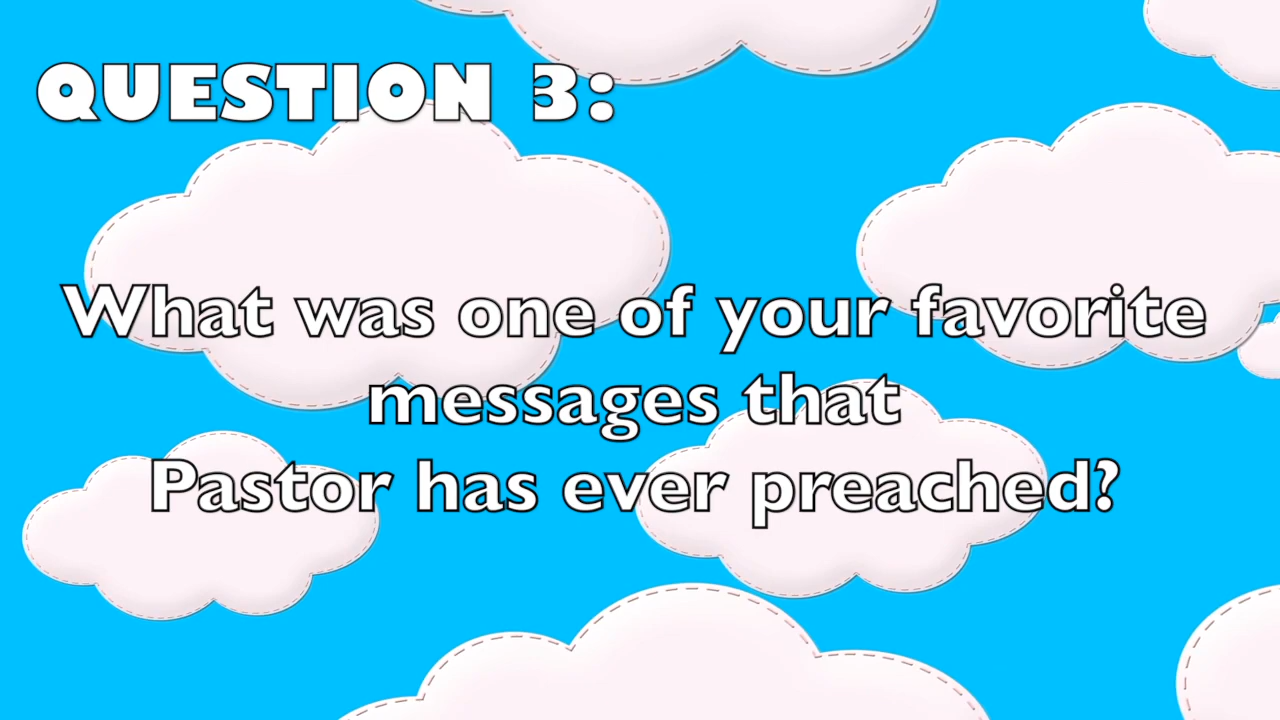 QUESTION 3:
What was one of your favorite
messages that
Pastor has ever preached?